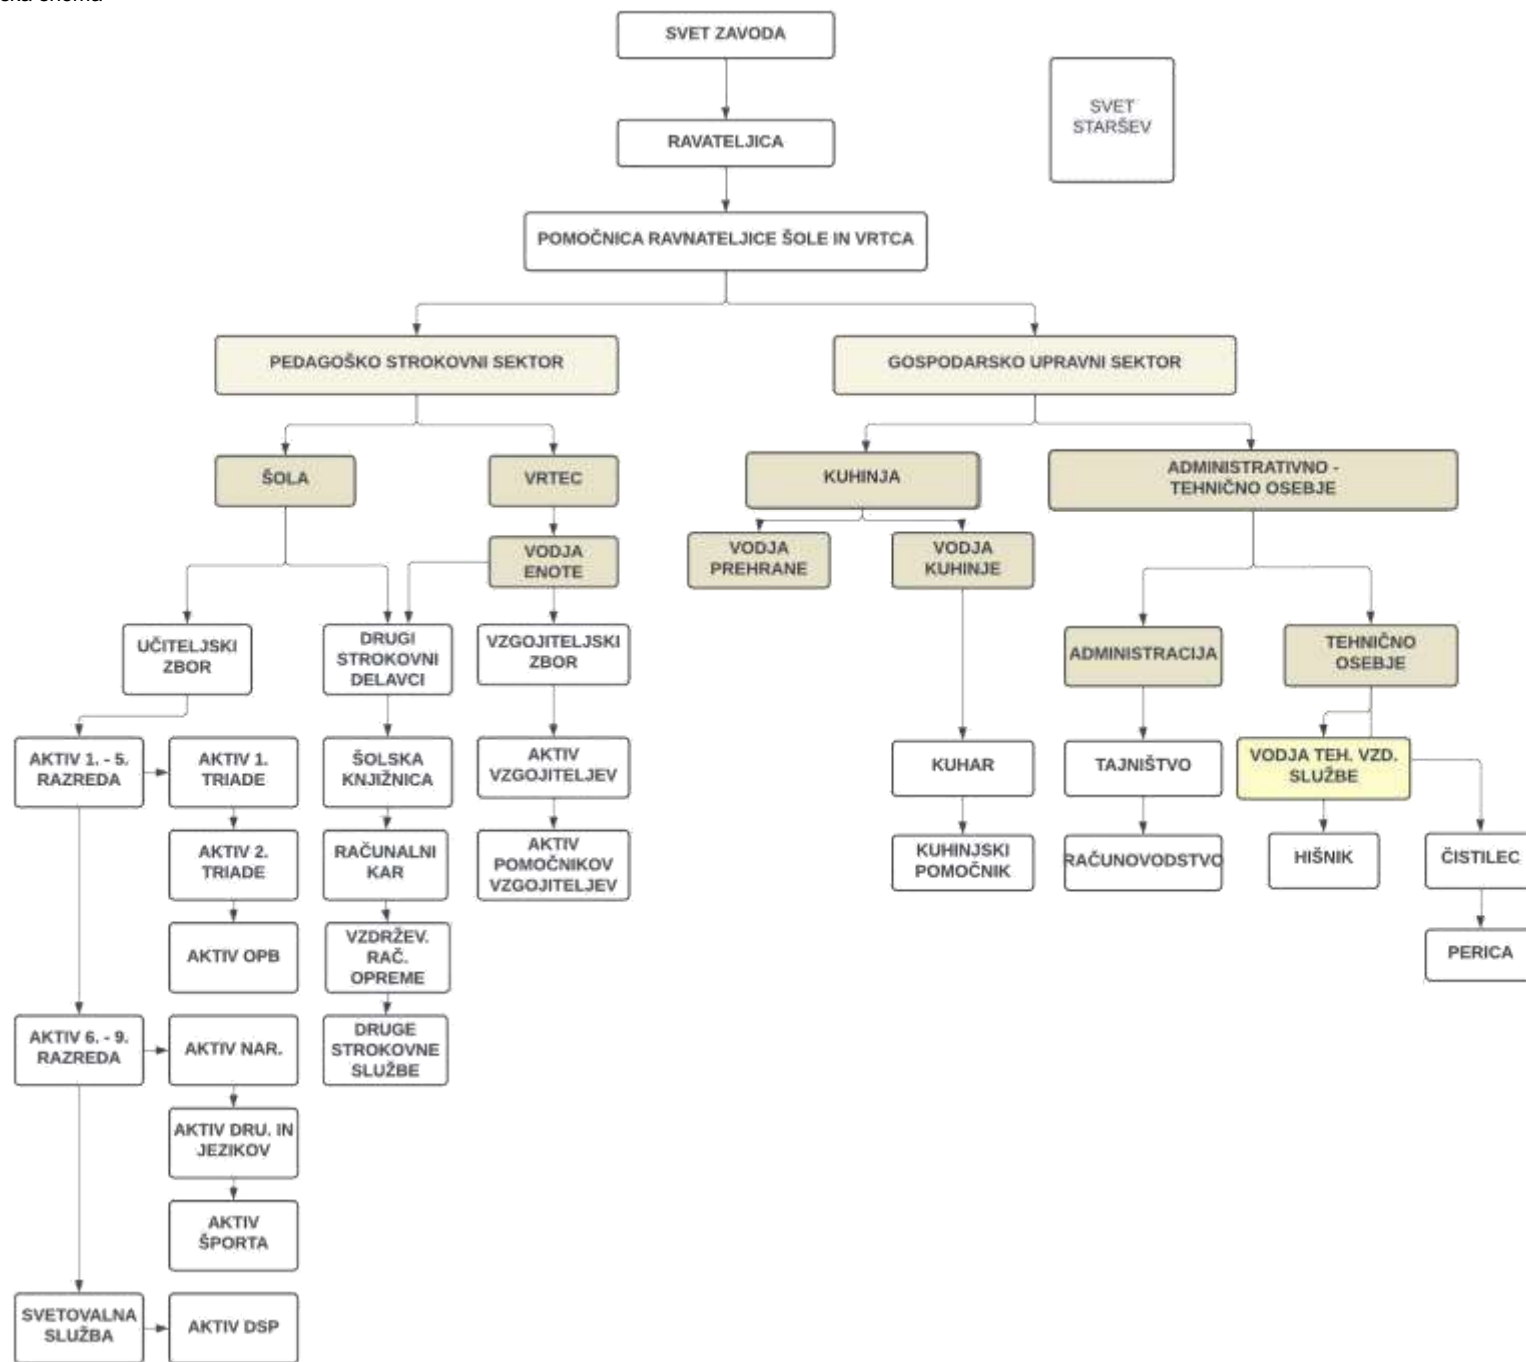 SVET ZAVODA
SVET
STARŠEV
RAVATELJICA
POMOČNICA RAVNATELJICE ŠOLE IN VRTCA
PEDAGOŠKO STROKOVNI SEKTOR
GOSPODARSKO UPRAVNI SEKTOR
ŠOLA
VRTEC
KUHINJA
ADMINISTRATIVNO -
TEHNIČNO OSEBJE
VODJA
ENOTE
VODJA
PREHRANE
VODJA
KUHINJE
UČITELJSKI
ZBOR
DRUGI
STROKOVNI
DELAVCI
VZGOJITELJSKI
ZBOR
ADMINISTRACIJA
TEHNIČNO
OSEBJE
AKTIV 1. - 5.
RAZREDA
AKTIV 1.
TRIADE
ŠOLSKA
KNJIŽNICA
AKTIV
VZGOJITELJEV
KUHAR
TAJNIŠTVO
VODJA TEH. VZD.
SLUŽBE
AKTIV 2.
TRIADE
RAČUNALNI
KAR
AKTIV
POMOČNIKOV
VZGOJITELJEV
KUHINJSKI
POMOČNIK
RAČUNOVODSTVO
HIŠNIK
ČISTILEC
AKTIV OPB
VZDRŽEV.
RAČ.
OPREME
PERICA
AKTIV 6. - 9.
RAZREDA
AKTIV NAR.
DRUGE
STROKOVNE
SLUŽBE
AKTIV DRU. IN
JEZIKOV
AKTIV
ŠPORTA
SVETOVALNA
SLUŽBA
AKTIV DSP